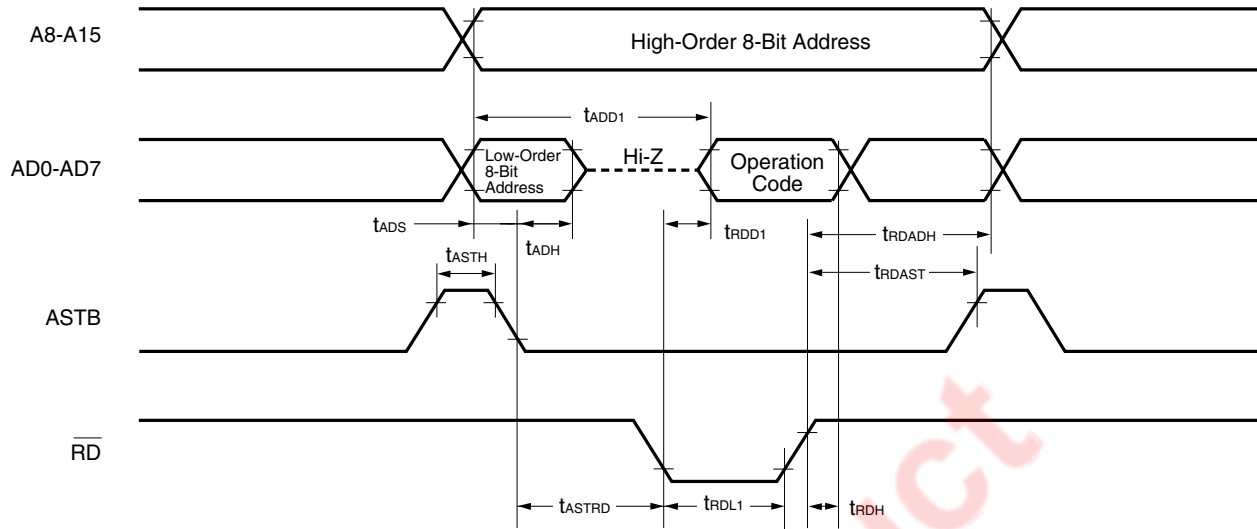 A8-A15
High-Order 8-Bit Address
tADD1
AD0-AD7
Low-Order
8-Bit
Address
Hi-Z
Operation
Code
tADS
tADH
tRDD1
tRDADH
tASTH
tRDAST
ASTB
RD
tASTRD
tRDL1
tRDH
uct